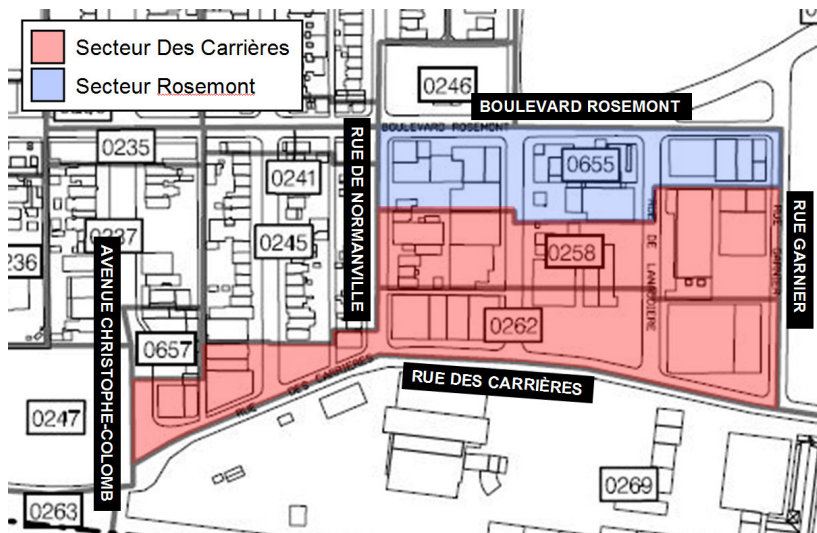 Secteur Des Carrières
Secteur Rosemont
0246
BOULEVARD ROSEMONT
BOULEVARD ROSEMONT
0235
0241
0655
RUE DE NORMANVILLE
RUE GARNIER
RUE GARNIER
0245
0258
RUE DE LANAUDIÈRE
236
AVENUE CHRISTOPHE-COLOMB
0262
0657
RUE DES CARRIÈRES
RUE DES CARRIÈRES
0247
0269
0263